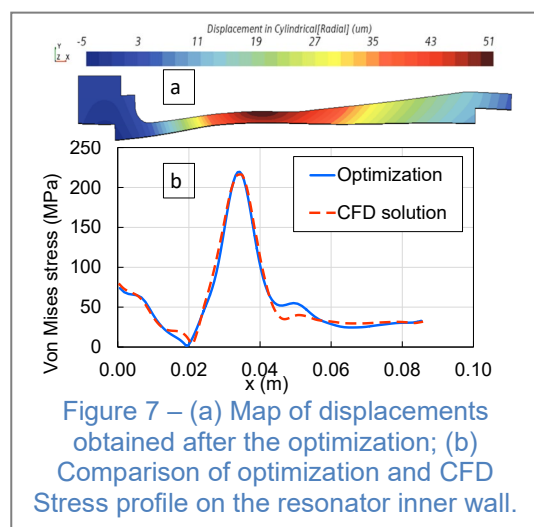 Displacement in Cylindrical[Radial] (um)
-5 3 11 19 27 35 43 51
Y
Z X
a
250
200
150
100
50
0
Von Mises stress (MPa)
b
Optimization
CFD solution
0.00 0.02 0.04 0.06 0.08 0.10
x (m)
Figure 7 – (a) Map of displacements
obtained after the optimization; (b)
Comparison of optimization and CFD
Stress profile on the resonator inner wall.